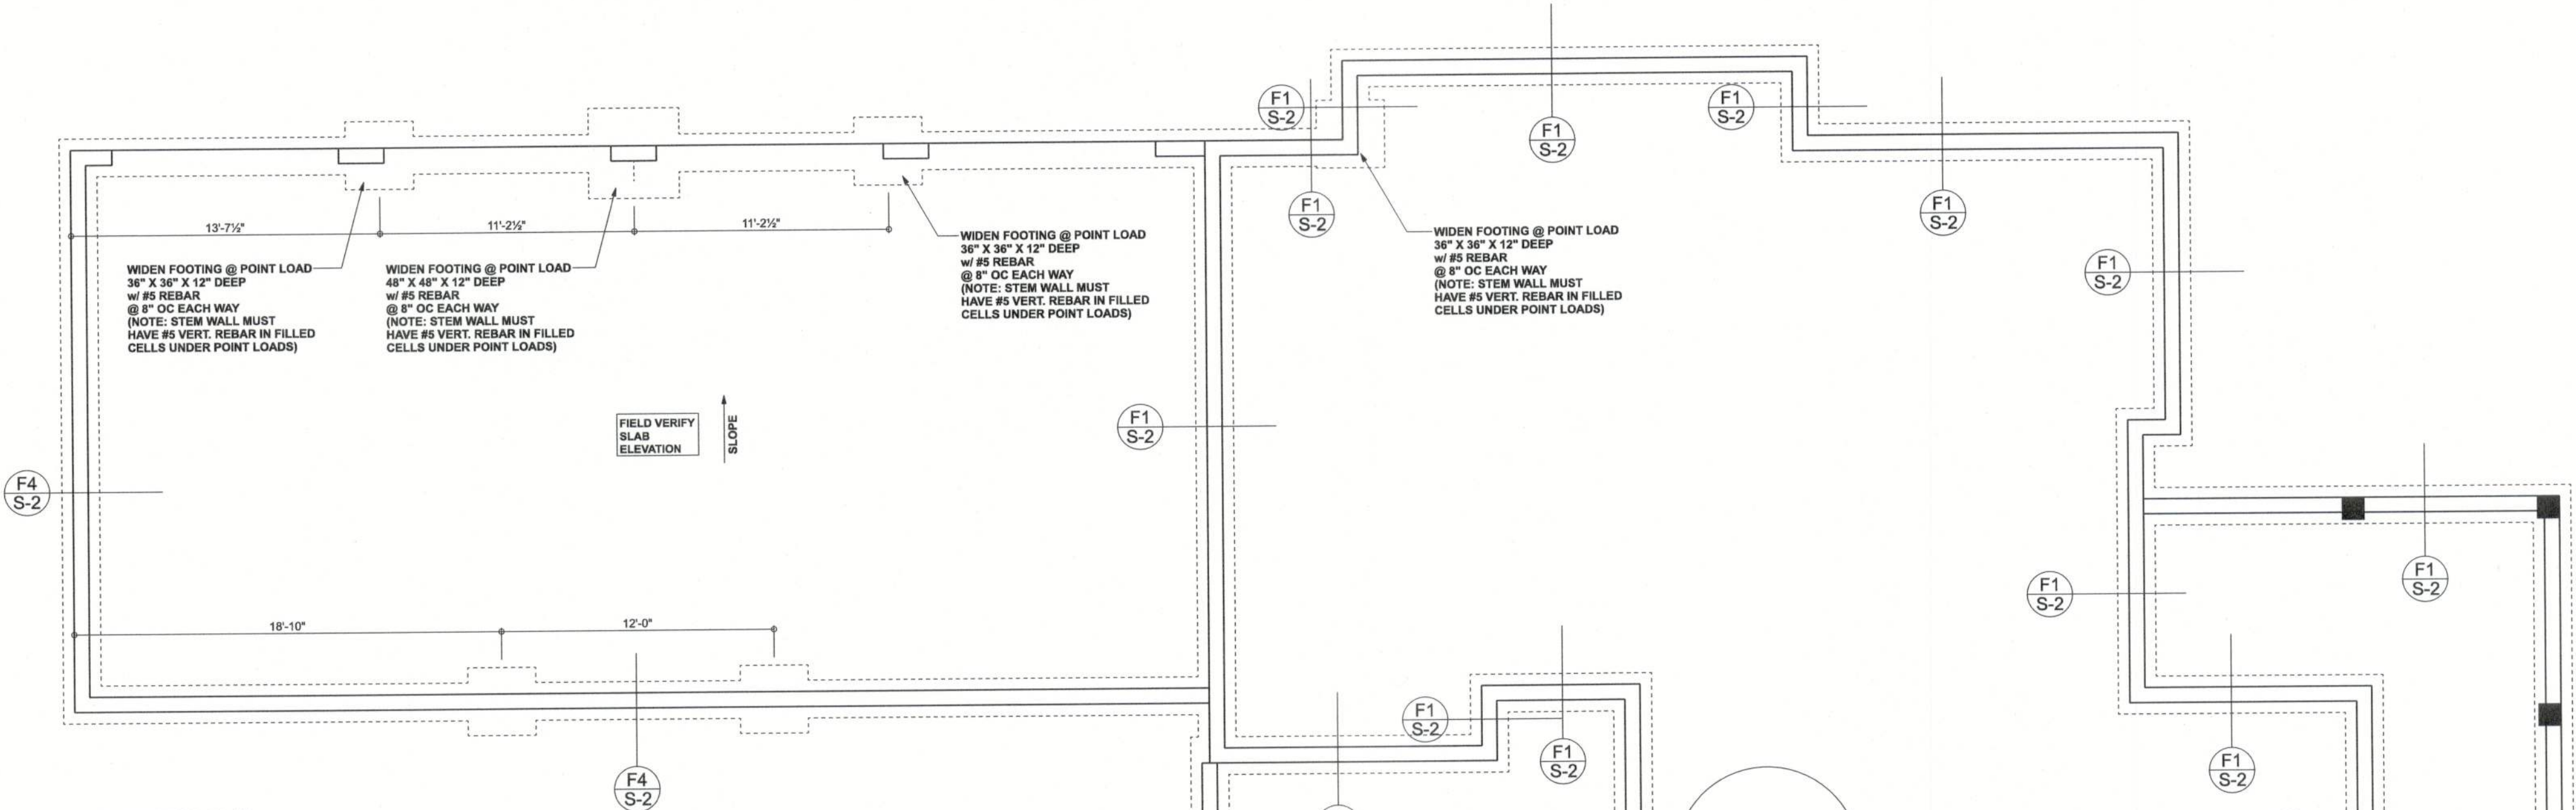 F1
S-2
F1
S-2
F1
S-2
F1
S-2
F1
S-2
13'-7½"
11'-2½"
11'-2½"
WIDEN FOOTING @ POINT LOAD
36" X 36" X 12" DEEP
w/ #5 REBAR
@ 8" OC EACH WAY
(NOTE: STEM WALL MUST
HAVE #5 VERT. REBAR IN FILLED
CELLS UNDER POINT LOADS)
WIDEN FOOTING @ POINT LOAD
48" X 48" X 12" DEEP
w/ #5 REBAR
@ 8" OC EACH WAY
(NOTE: STEM WALL MUST
HAVE #5 VERT. REBAR IN FILLED
CELLS UNDER POINT LOADS)
WIDEN FOOTING @ POINT LOAD
36" X 36" X 12" DEEP
w/ #5 REBAR
@ 8" OC EACH WAY
(NOTE: STEM WALL MUST
HAVE #5 VERT. REBAR IN FILLED
CELLS UNDER POINT LOADS)
WIDEN FOOTING @ POINT LOAD
36" X 36" X 12" DEEP
w/ #5 REBAR
@ 8" OC EACH WAY
(NOTE: STEM WALL MUST
HAVE #5 VERT. REBAR IN FILLED
CELLS UNDER POINT LOADS)
F1
S-2
FIELD VERIFY
SLAB
ELEVATION
SLOPE
F1
S-2
F4
S-2
F1
S-2
F1
S-2
18'-10"
12'-0"
F1
S-2
F1
S-2
F1
S-2
F4
S-2